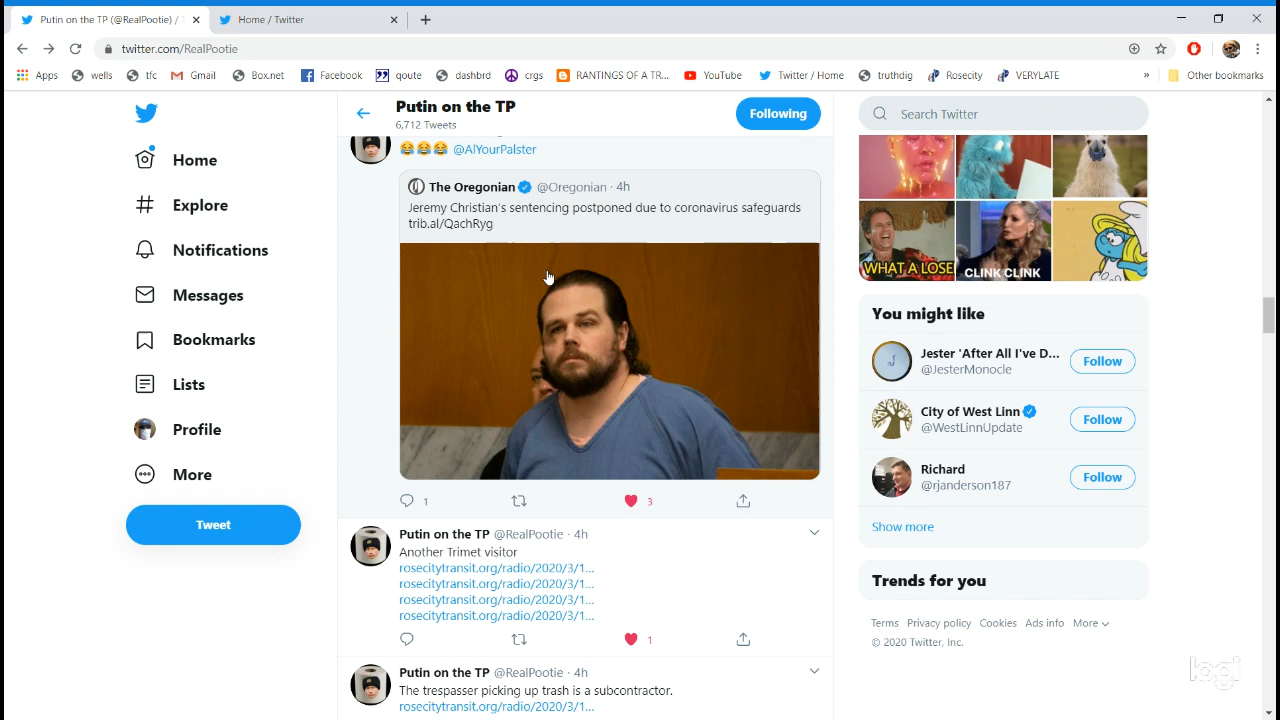 Putin on the TP (@RealPootie) /
Home / Twitter
twitter.com/RealPootie
Apps
wells
tfc
Gmail
Box.net
Facebook
qoute
dashbrd
crgs
RANTINGS OF A TR...
YouTube
Twitter / Home
truthdig
Rosecity
VERYLATE
»
Other bookmarks
Home
Explore
Notifications
Messages
Bookmarks
Lists
Profile
More
Tweet
Putin on the TP
6,712 Tweets
Following
😂😂😂 @AlYourPalster
The Oregonian @Oregonian · 4h
Jeremy Christian's sentencing postponed due to coronavirus safeguards
trib.al/QachRyg
1
3
Putin on the TP @RealPootie · 4h
Another Trimet visitor
rosecitytransit.org/radio/2020/3/1...
rosecitytransit.org/radio/2020/3/1...
rosecitytransit.org/radio/2020/3/1...
rosecitytransit.org/radio/2020/3/1...
1
Putin on the TP @RealPootie · 4h
The trespasser picking up trash is a subcontractor.
rosecitytransit.org/radio/2020/3/1...
Search Twitter
WHAT A LOSE
CLINK CLINK
You might like
Jester 'After All I've D...
@JesterMonocle
Follow
City of West Linn
@WestLinnUpdate
Follow
Richard
@rjanderson187
Follow
Show more
Trends for you
Terms Privacy policy Cookies Ads info More
© 2020 Twitter, Inc.
logi